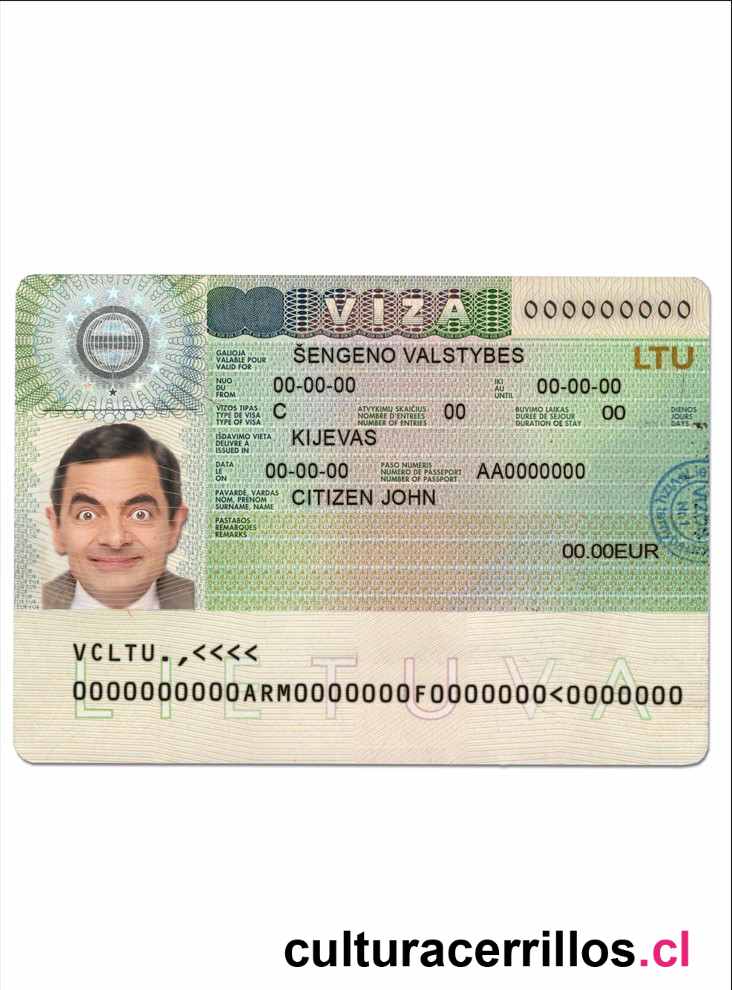 VIZA
000000000
GALIOJA
VALABLE POUR
VALID FOR
ŠENGENO VALSTYBES
LTU
NUO
DU
FROM
00-00-00
IKI
AU
UNTIL
00-00-00
VIZOS TIPAS
TYPE DE VISA
TYPE OF VISA
C
ATVYKIMŲ SKAIČIUS
NOMBRE D'ENTREES
NUMBER OF ENTRIES
00
BUVIMO LAIKAS
DUREE DE SEJOUR
DURATION OF STAY
00
DIENOS
JOURS
DAYS
IŠDAVIMO VIETA
DELIVRE A
ISSUED IN
KIJEVAS
DATA
LE
ON
00-00-00
PASO NUMERIS
NUMERO DE PASSEPORT
NUMBER OF PASSPORT
AA0000000
PAVARDĖ, VARDAS
NOM, PRENOM
SURNAME, NAME
CITIZEN JOHN
PASTABOS
REMARQUES
REMARKS
00.00EUR
VCLTU.,<<<<
0000000000ARM0000000F0000000<0000000
LIETUVA
culturacerrillos.cl